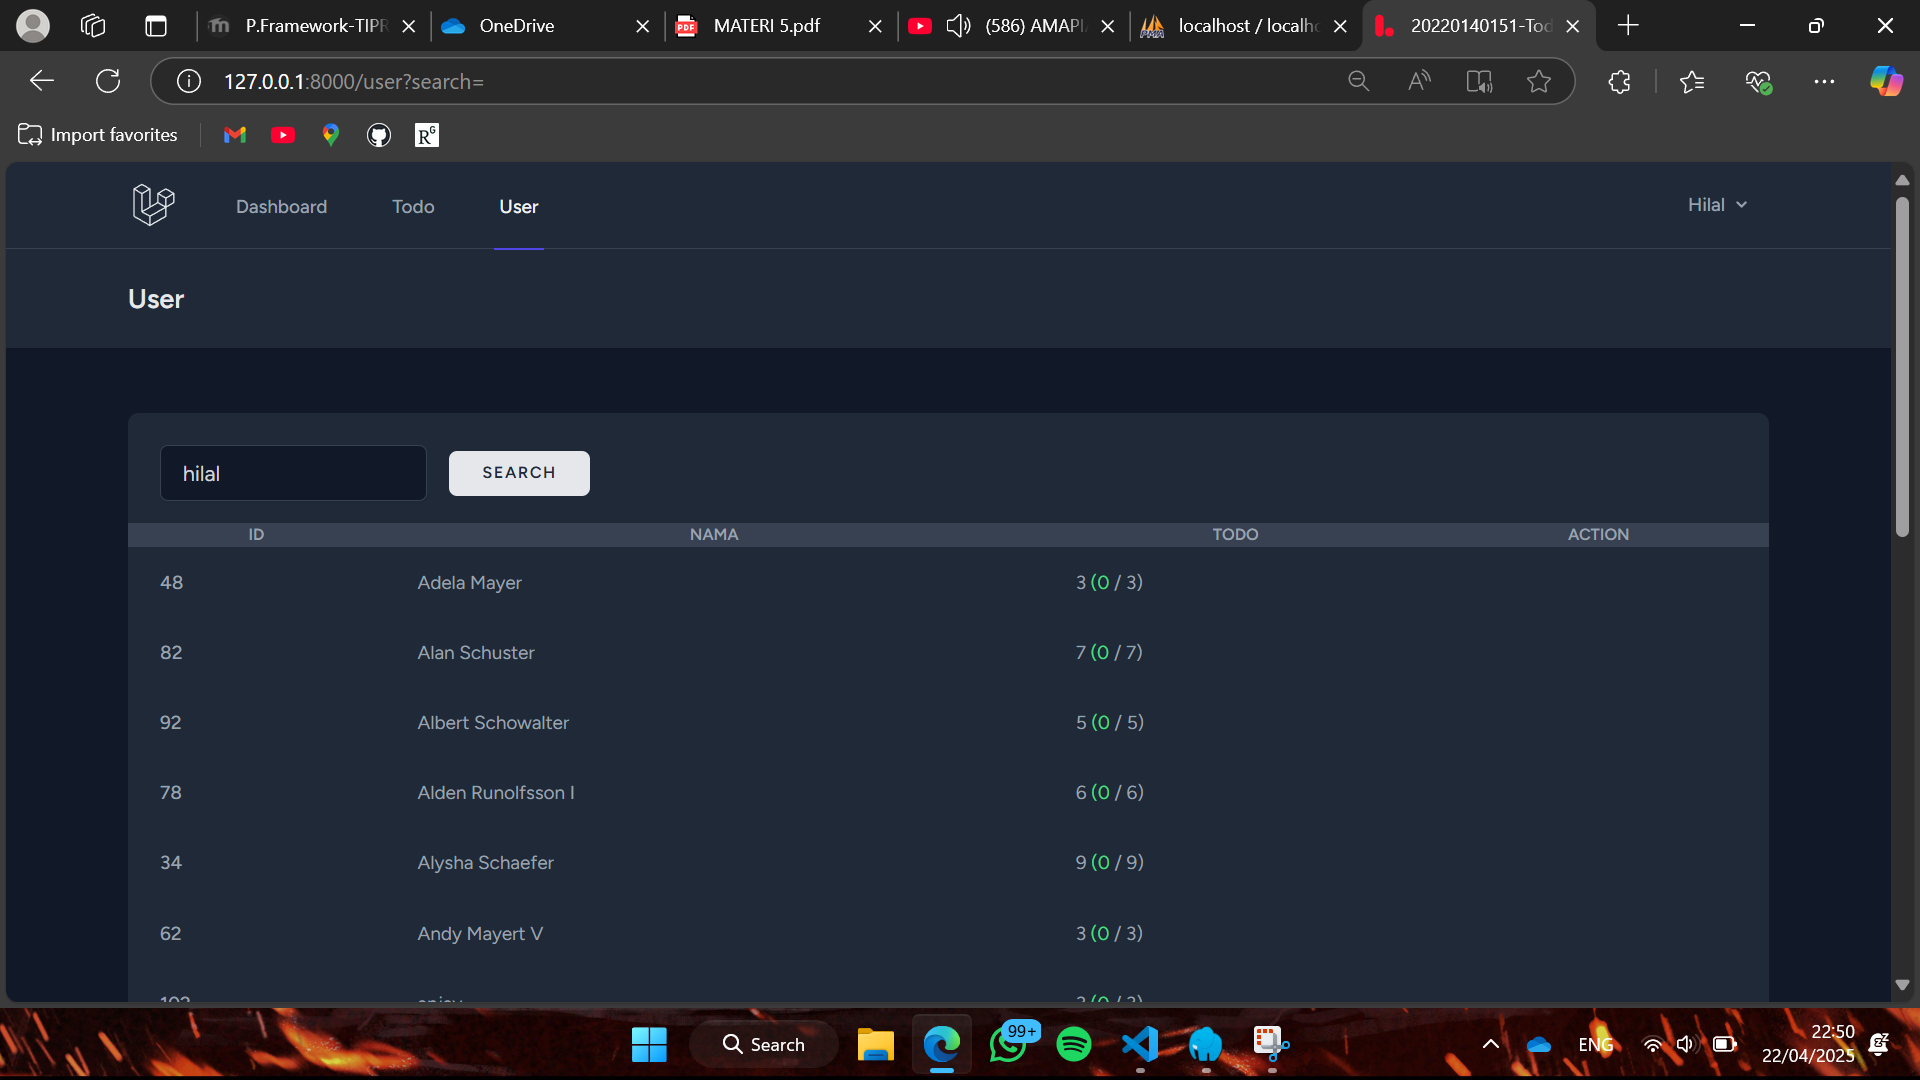 P.Framework-TIPR
OneDrive
MATERI 5.pdf
(586) AMAPI
localhost / localh
20220140151-Tod
127.0.0.1:8000/user?search=
Import favorites
Dashboard
Todo
User
Hilal
User
hilal
SEARCH
ID NAMA TODO ACTION
48 Adela Mayer 3 (0 / 3)
82 Alan Schuster 7 (0 / 7)
92 Albert Schowalter 5 (0 / 5)
78 Alden Runolfsson I 6 (0 / 6)
34 Alysha Schaefer 9 (0 / 9)
62 Andy Mayert V 3 (0 / 3)
Search
99+
ENG
22:50
22/04/2025